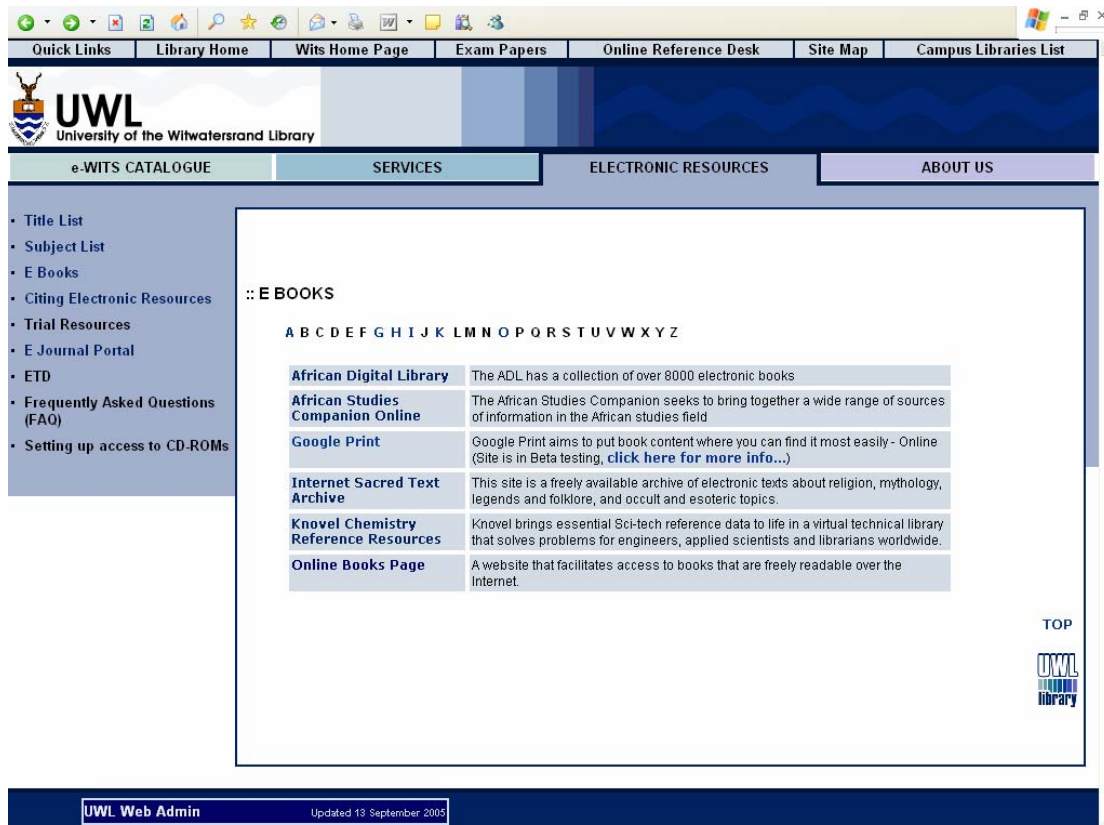 Quick Links Library Home Wits Home Page Exam Papers Online Reference Desk Site Map Campus Libraries List
UWL
University of the Witwatersrand Library
e-WITS CATALOGUE SERVICES ELECTRONIC RESOURCES ABOUT US
Title List
Subject List
E Books
Citing Electronic Resources
Trial Resources
E Journal Portal
ETD
Frequently Asked Questions
(FAQ)
Setting up access to CD-ROMs
:: E BOOKS
A B C D E F G H I J K L M N O P Q R S T U V W X Y Z
African Digital Library
The ADL has a collection of over 8000 electronic books
African Studies
Companion Online
The African Studies Companion seeks to bring together a wide range of sources
of information in the African studies field
Google Print
Google Print aims to put book content where you can find it most easily - Online
(Site is in Beta testing, click here for more info...)
Internet Sacred Text
Archive
This site is a freely available archive of electronic texts about religion, mythology,
legends and folklore, and occult and esoteric topics.
Knovel Chemistry
Reference Resources
Knovel brings essential Sci-tech reference data to life in a virtual technical library
that solves problems for engineers, applied scientists and librarians worldwide.
Online Books Page
A website that facilitates access to books that are freely readable over the
Internet.
TOP
UWL
library
UWL Web Admin Updated 13 September 2005